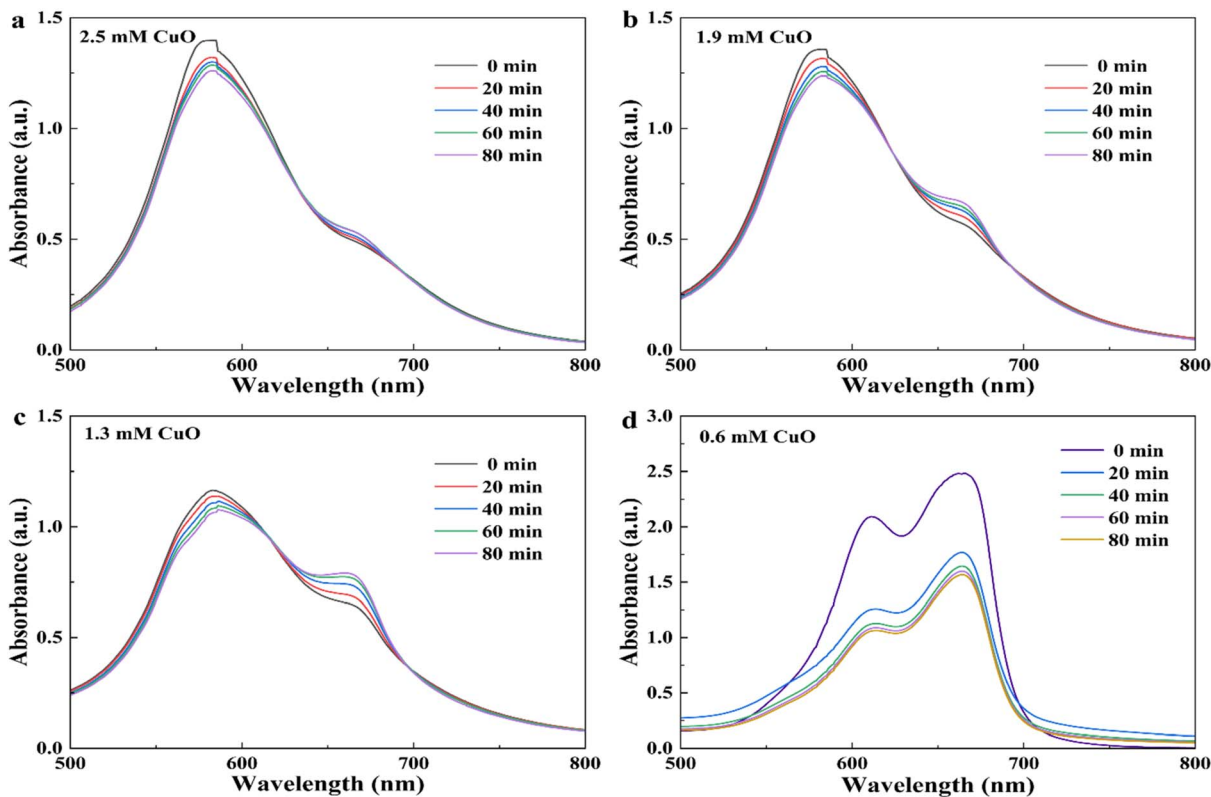 a
2.5 mM CuO
0 min
20 min
40 min
60 min
80 min
1.5
1.0
0.5
0.0
500
600
700
800
Wavelength (nm)
Absorbance (a.u.)
b
1.9 mM CuO
0 min
20 min
40 min
60 min
80 min
1.5
1.0
0.5
0.0
500
600
700
800
Wavelength (nm)
Absorbance (a.u.)
c
1.3 mM CuO
0 min
20 min
40 min
60 min
80 min
1.5
1.0
0.5
0.0
500
600
700
800
Wavelength (nm)
Absorbance (a.u.)
d
0.6 mM CuO
0 min
20 min
40 min
60 min
80 min
3.0
2.5
2.0
1.5
1.0
0.5
0.0
500
600
700
800
Wavelength (nm)
Absorbance (a.u.)